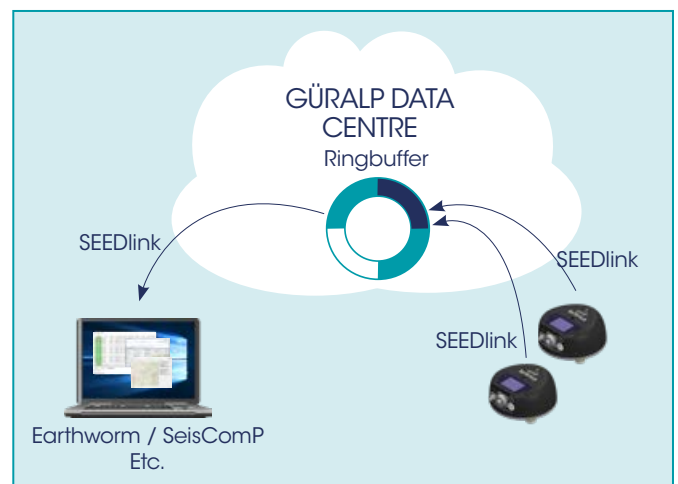 GÜRALP DATA
CENTRE
Ringbuffer
SEEDlink
SEEDlink
SEEDlink
Earthworm / SeisComP
Etc.